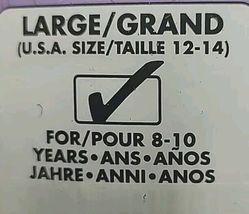 LARGE/GRAND
(U.S.A. SIZE/TAILLE 12-14)
FOR/POUR 8-10
YEARS•ANS•AÑOS
JAHRE•ANNI•ANOS